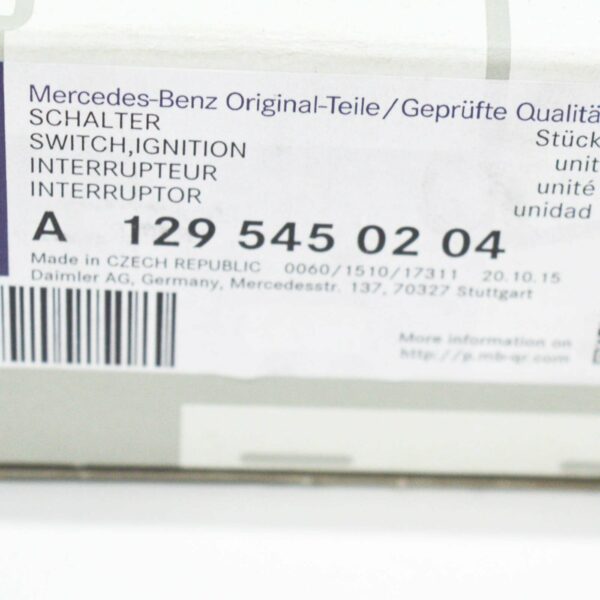 Mercedes-Benz Original-Teile/Geprüfte Qualitä
SCHALTER
SWITCH,IGNITION
INTERRUPTEUR
INTERRUPTOR
Stück
unit
unité
unidad
A 129 545 02 04
Made in CZECH REPUBLIC 0060/1510/17311 20.10.15
Daimler AG, Germany, Mercedesstr. 137, 70327 Stuttgart
More information on
http://p.mb-qr.com